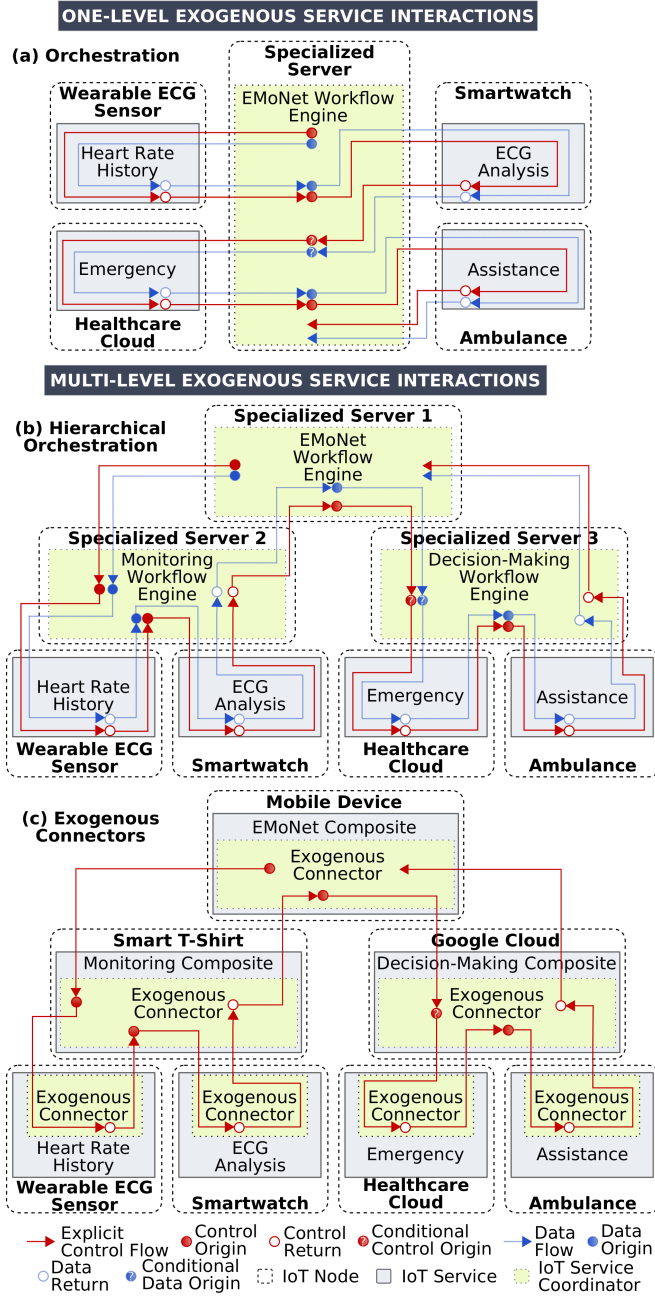 ONE-LEVEL EXOGENOUS SERVICE INTERACTIONS
(a) Orchestration
Specialized
Server
Wearable ECG
Sensor
EMoNet Workflow
Engine
Smartwatch
Heart Rate
History
ECG
Analysis
?
?
Emergency
Assistance
Healthcare
Cloud
Ambulance
MULTI-LEVEL EXOGENOUS SERVICE INTERACTIONS
(b) Hierarchical
Orchestration
Specialized Server 1
EMoNet
Workflow
Engine
Specialized Server 2
Monitoring
Workflow
Engine
Specialized Server 3
Decision-Making
Workflow
Engine
?
?
Heart Rate
History
ECG
Analysis
Emergency
Assistance
Wearable ECG
Sensor
Smartwatch
Healthcare
Cloud
Ambulance
(c) Exogenous
Connectors
Mobile Device
EMoNet Composite
Exogenous
Connector
Smart T-Shirt
Monitoring Composite
Exogenous
Connector
Google Cloud
Decision-Making Composite
Exogenous
Connector
?
Exogenous
Connector
Heart Rate
History
Exogenous
Connector
ECG
Analysis
Exogenous
Connector
Emergency
Exogenous
Connector
Assistance
Wearable ECG
Sensor
Smartwatch
Healthcare
Cloud
Ambulance
Explicit
Control Flow
Control
Origin
Control
Return
?
Conditional
Control Origin
Data
Flow
Data
Origin
Data
Return
?
Conditional
Data Origin
IoT Node
IoT Service
IoT Service
Coordinator